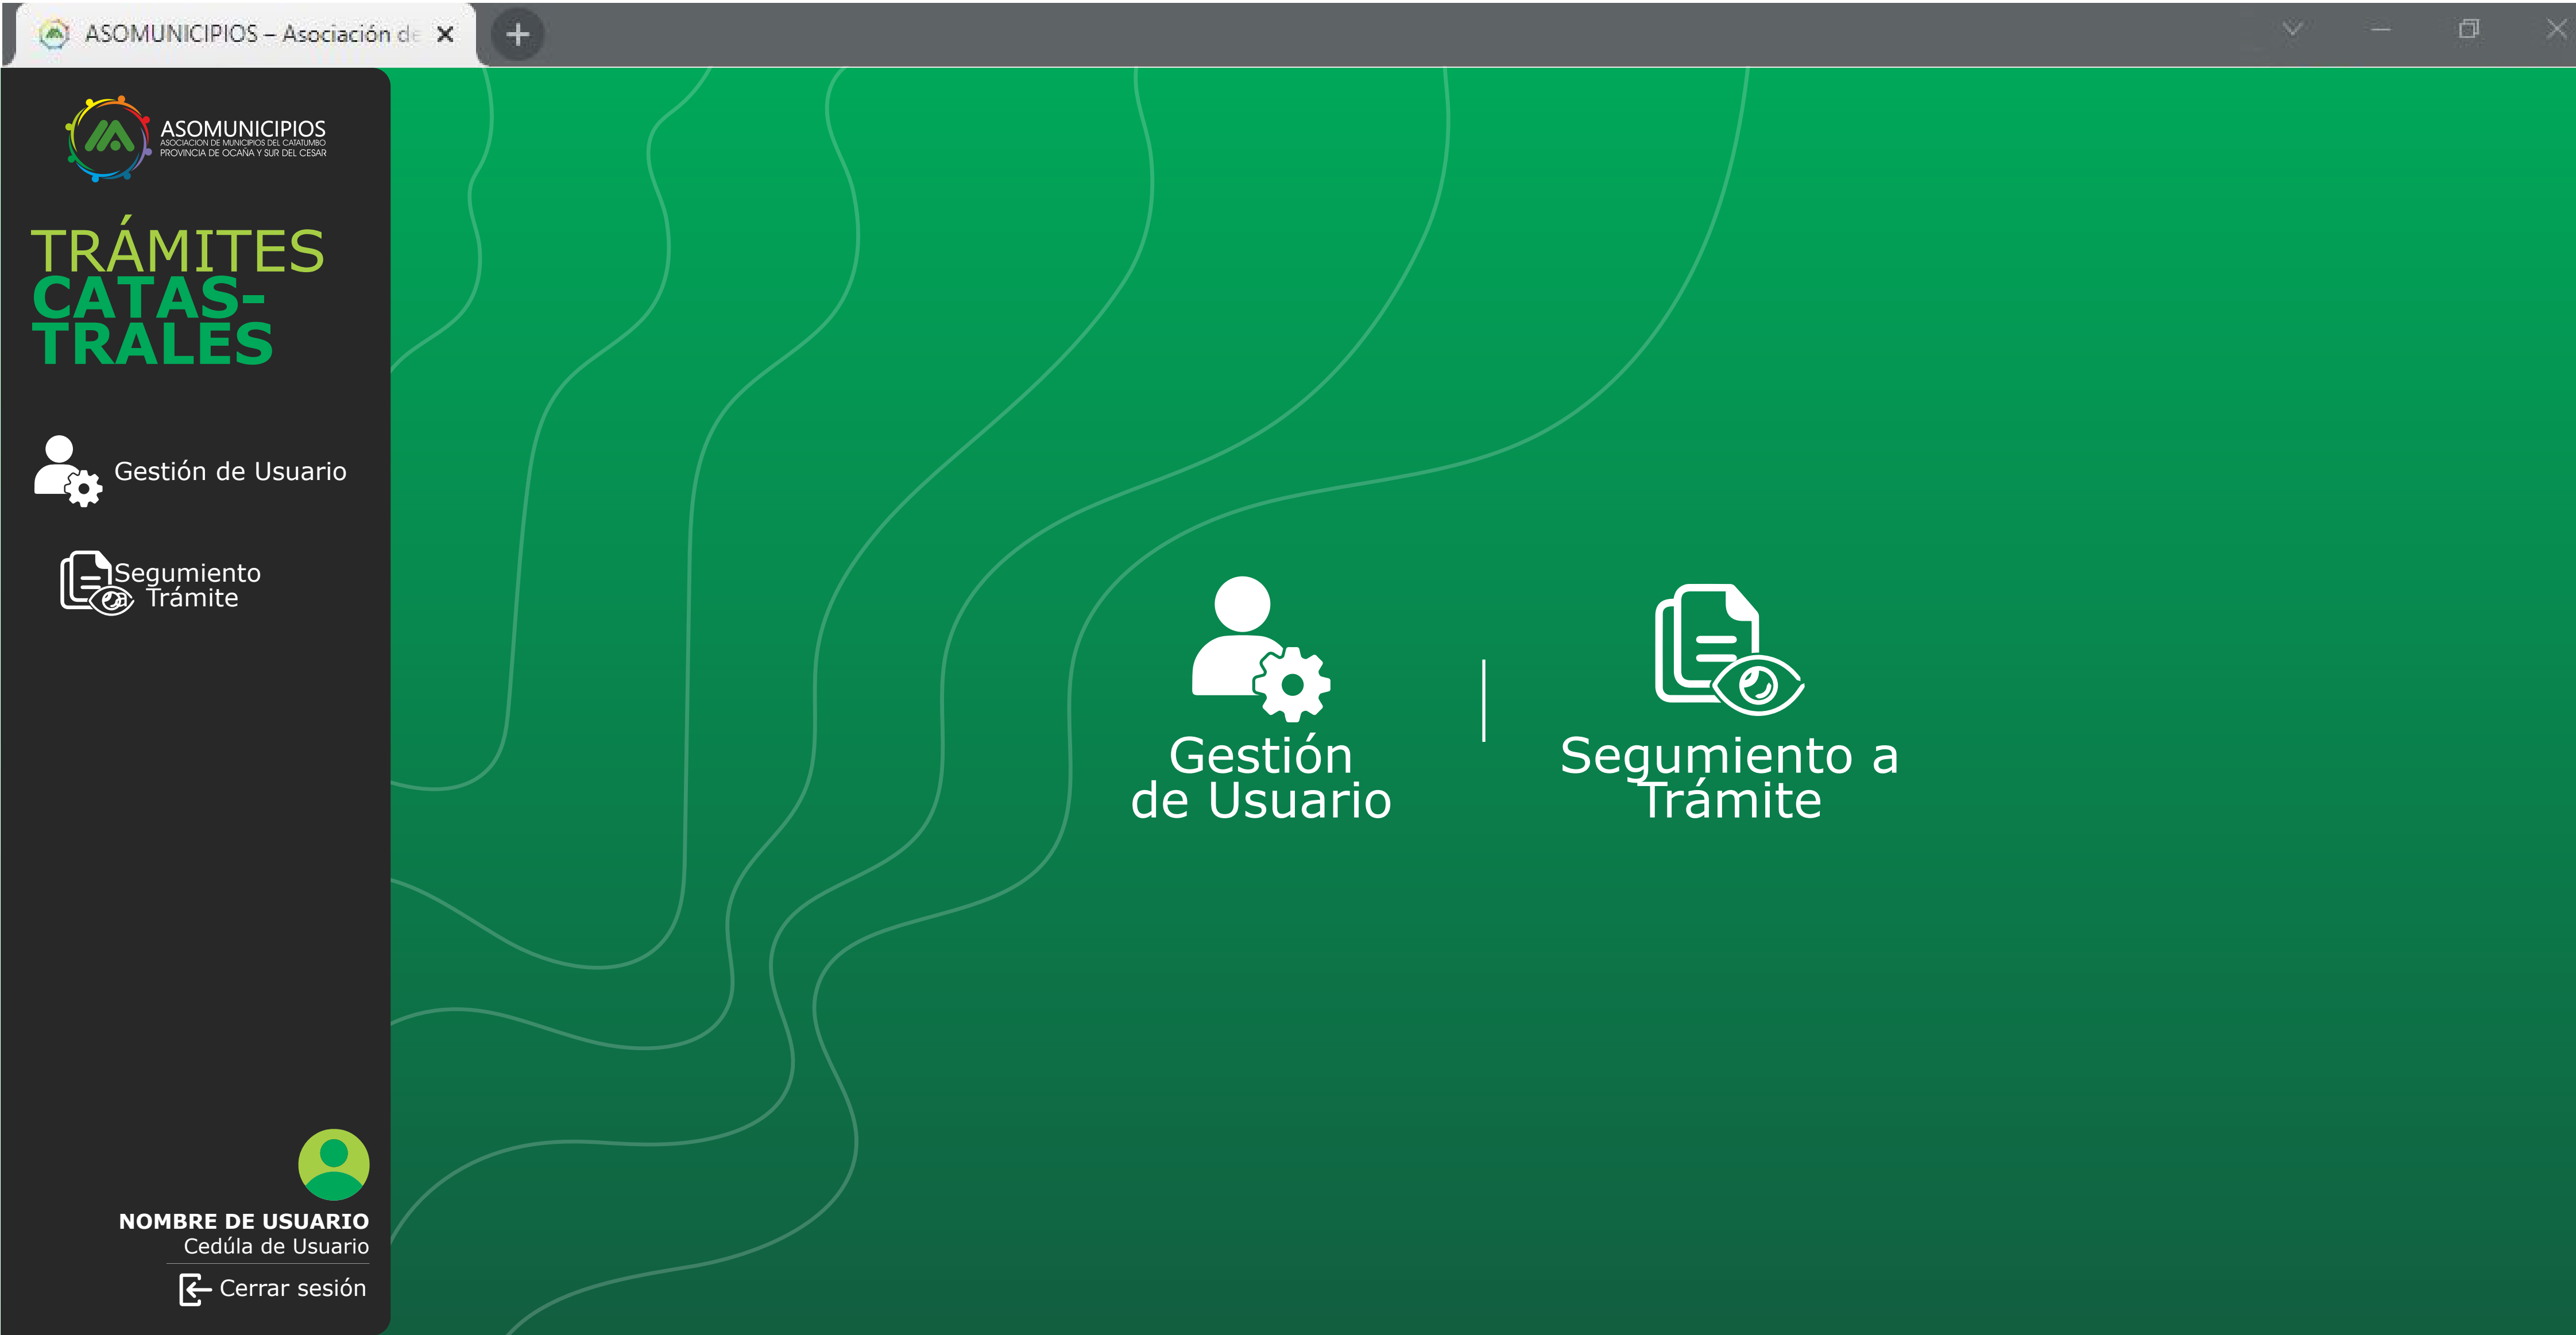 ASOMUNICIPIOS – Asociación de
ASOMUNICIPIOS
ASOCIACION DE MUNICIPIOS DEL CATATUMBO
PROVINCIA DE OCAÑA Y SUR DEL CESAR
TRÁMITES
CATAS-
TRALES
Gestión de Usuario
Segumiento
a Trámite
Gestión
de Usuario
Segumiento a
Trámite
NOMBRE DE USUARIO
Cedúla de Usuario
Cerrar sesión